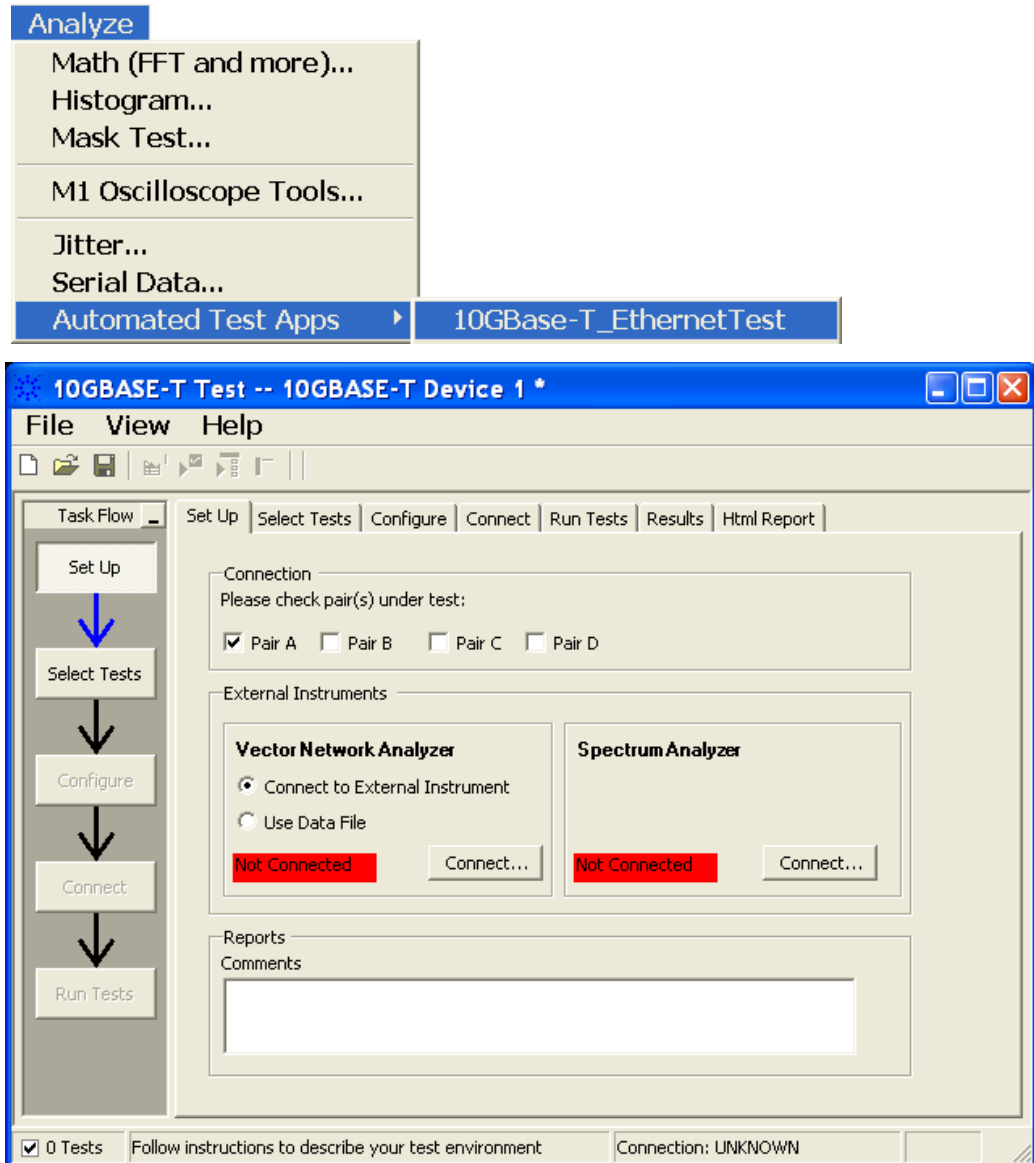 Analyze
Math (FFT and more)...
Histogram...
Mask Test...
M1 Oscilloscope Tools...
Jitter...
Serial Data...
Automated Test Apps
10GBase-T_EthernetTest
10GBASE-T Test -- 10GBASE-T Device 1 *
File View Help
Task Flow
Set Up
Select Tests
Configure
Connect
Run Tests
Set Up Select Tests Configure Connect Run Tests Results Html Report
Connection
Please check pair(s) under test:
Pair A Pair B Pair C Pair D
External Instruments
Vector Network Analyzer
Connect to External Instrument
Use Data File
Not Connected Connect...
Spectrum Analyzer
Not Connected Connect...
Reports
Comments
0 Tests Follow instructions to describe your test environment Connection: UNKNOWN